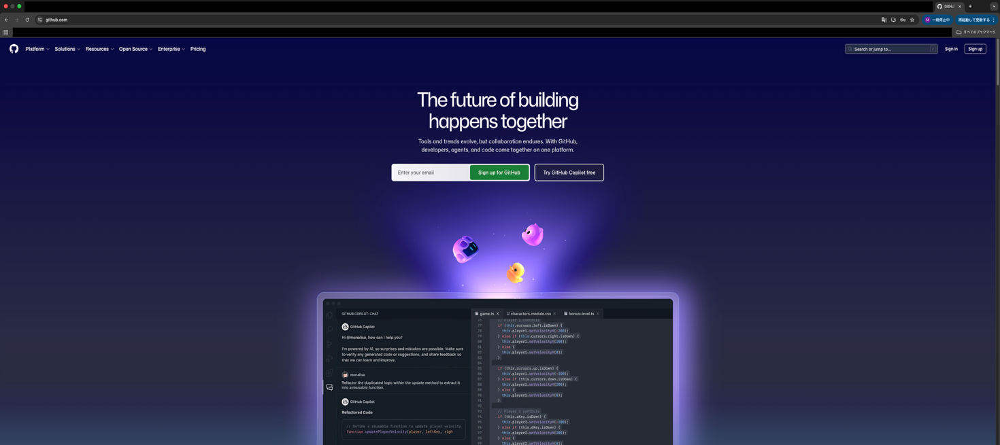 GitHub
github.com
M 一時停止中
再起動して更新する
すべてのブックマーク
Platform Solutions Resources Open Source Enterprise Pricing
Search or jump to... /
Sign in
Sign up
The future of building
happens together
Tools and trends evolve, but collaboration endures. With GitHub,
developers, agents, and code come together on one platform.
Enter your email
Sign up for GitHub
Try GitHub Copilot free
GITHUB COPILOT: CHAT
GitHub Copilot
Hi @monalisa, how can I help you?
I'm powered by AI, so surprises and mistakes are possible. Make sure
to verify any generated code or suggestions, and share feedback so
that we can learn and improve.
monalisa
Refactor the duplicated logic within the update method to extract it
into a reusable function.
GitHub Copilot
Refactored Code
// Define a reusable function to update player velocity
function updatePlayerVelocity(player, leftKey, righ
game.ts
# characters.module.css
bonus-level.ts
76 // Player 1 controls
77 if (this.cursors.left.isDown) {
78 this.player1.setVelocityX(-200);
79 } else if (this.cursors.right.isDown) {
80 this.player1.setVelocityX(200);
81 } else {
82 this.player1.setVelocityX(0);
83 }
84
85 if (this.cursors.up.isDown) {
86 this.player1.setVelocityY(-200);
87 } else if (this.cursors.down.isDown) {
88 this.player1.setVelocityY(200);
89 } else {
90 this.player1.setVelocityY(0);
91 }
92
93 // Player 2 controls
94 if (this.aKey.isDown) {
95 this.player2.setVelocityX(-200);
96 } else if (this.dKey.isDown) {
97 this.player2.setVelocityX(200);
98 } else {
99 this.player2.setVelocityX(0);